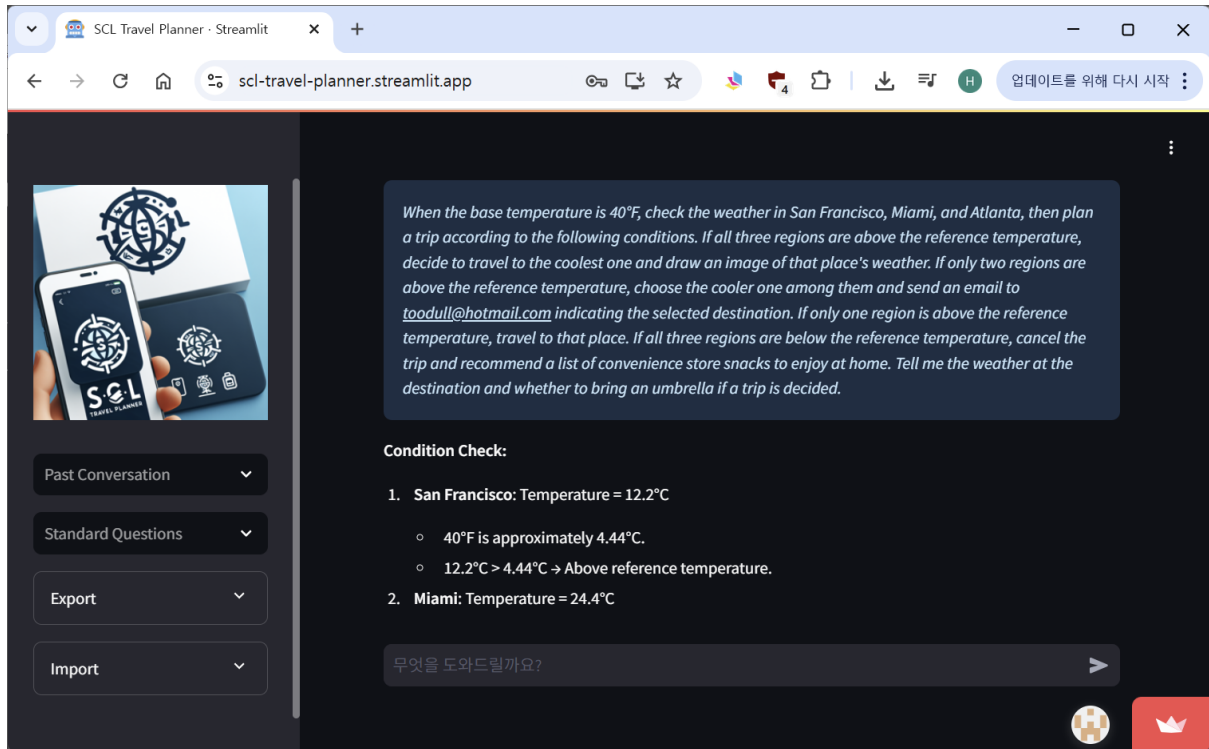 SCL Travel Planner · Streamlit
scl-travel-planner.streamlit.app
4
H
업데이트를 위해 다시 시작
S.C.L
TRAVEL PLANNER
Past Conversation
Standard Questions
Export
Import
When the base temperature is 40°F, check the weather in San Francisco, Miami, and Atlanta, then plan
a trip according to the following conditions. If all three regions are above the reference temperature,
decide to travel to the coolest one and draw an image of that place's weather. If only two regions are
above the reference temperature, choose the cooler one among them and send an email to
toodull@hotmail.com indicating the selected destination. If only one region is above the reference
temperature, travel to that place. If all three regions are below the reference temperature, cancel the
trip and recommend a list of convenience store snacks to enjoy at home. Tell me the weather at the
destination and whether to bring an umbrella if a trip is decided.
Condition Check:
1. San Francisco: Temperature = 12.2°C
○ 40°F is approximately 4.44°C.
○ 12.2°C > 4.44°C → Above reference temperature.
2. Miami: Temperature = 24.4°C
무엇을 도와드릴까요?